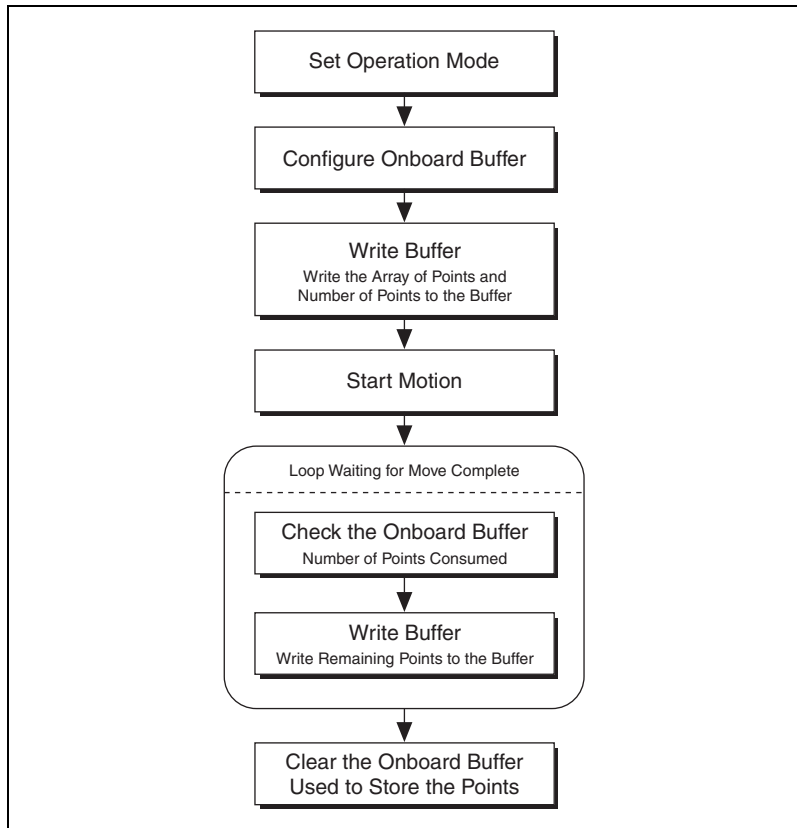 Set Operation Mode
Configure Onboard Buffer
Write Buffer
Write the Array of Points and
Number of Points to the Buffer
Start Motion
Loop Waiting for Move Complete
Check the Onboard Buffer
Number of Points Consumed
Write Buffer
Write Remaining Points to the Buffer
Clear the Onboard Buffer
Used to Store the Points